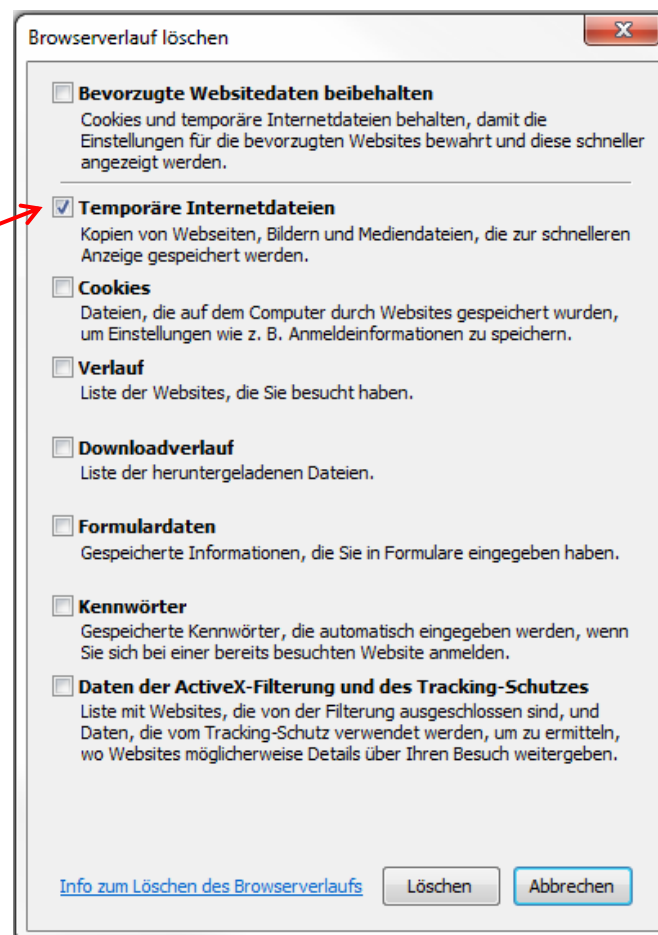 Browserverlauf löschen
Bevorzugte Websitedaten beibehalten
Cookies und temporäre Internetdateien behalten, damit die
Einstellungen für die bevorzugten Websites bewahrt und diese schneller
angezeigt werden.
Temporäre Internetdateien
Kopien von Webseiten, Bildern und Mediendateien, die zur schnelleren
Anzeige gespeichert werden.
Cookies
Dateien, die auf dem Computer durch Websites gespeichert wurden,
um Einstellungen wie z. B. Anmeldeinformationen zu speichern.
Verlauf
Liste der Websites, die Sie besucht haben.
Downloadverlauf
Liste der heruntergeladenen Dateien.
Formulardaten
Gespeicherte Informationen, die Sie in Formulare eingegeben haben.
Kennwörter
Gespeicherte Kennwörter, die automatisch eingegeben werden, wenn
Sie sich bei einer bereits besuchten Website anmelden.
Daten der ActiveX-Filterung und des Tracking-Schutzes
Liste mit Websites, die von der Filterung ausgeschlossen sind, und
Daten, die vom Tracking-Schutz verwendet werden, um zu ermitteln,
wo Websites möglicherweise Details über Ihren Besuch weitergeben.
Info zum Löschen des Browserverlaufs Löschen Abbrechen